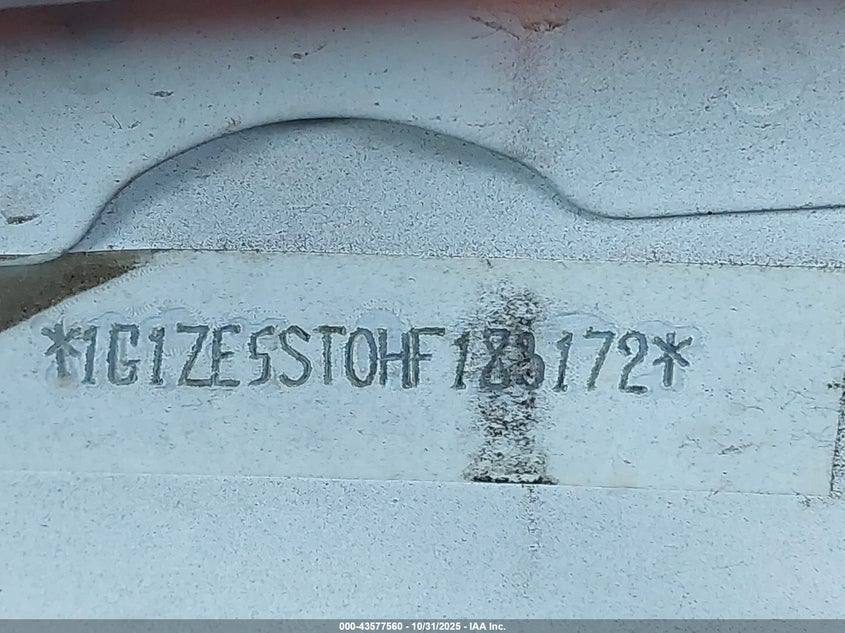 *1G1ZE5ST0HF183172*
000-43577560 - 10/31/2025 - IAA Inc.